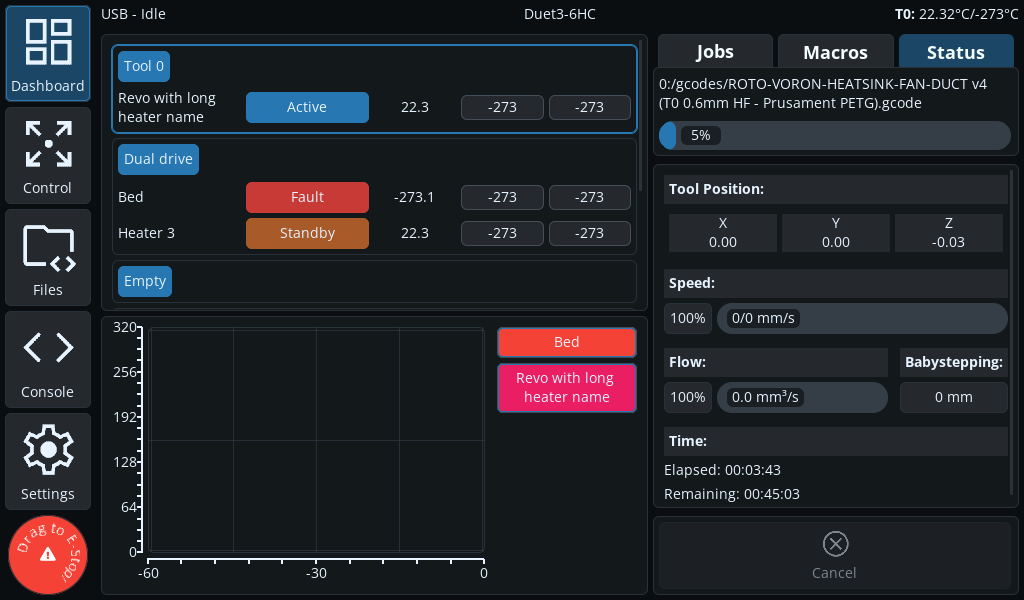 USB - Idle
Duet3-6HC
T0: 22.32°C/-273°C
Dashboard
Control
Files
Console
Settings
Drag to E-Stop!
Tool 0
Revo with long
heater name
Active
22.3
-273
-273
Dual drive
Bed
Fault
-273.1
-273
-273
Heater 3
Standby
22.3
-273
-273
Empty
320
256
192
128
64
0
-60
-30
0
Bed
Revo with long
heater name
Jobs
Macros
Status
0:/gcodes/ROTO-VORON-HEATSINK-FAN-DUCT v4
(T0 0.6mm HF - Prusament PETG).gcode
5%
Tool Position:
X
0.00
Y
0.00
Z
-0.03
Speed:
100%
0/0 mm/s
Flow:
100%
0.0 mm³/s
Babystepping:
0 mm
Time:
Elapsed: 00:03:43
Remaining: 00:45:03
Cancel